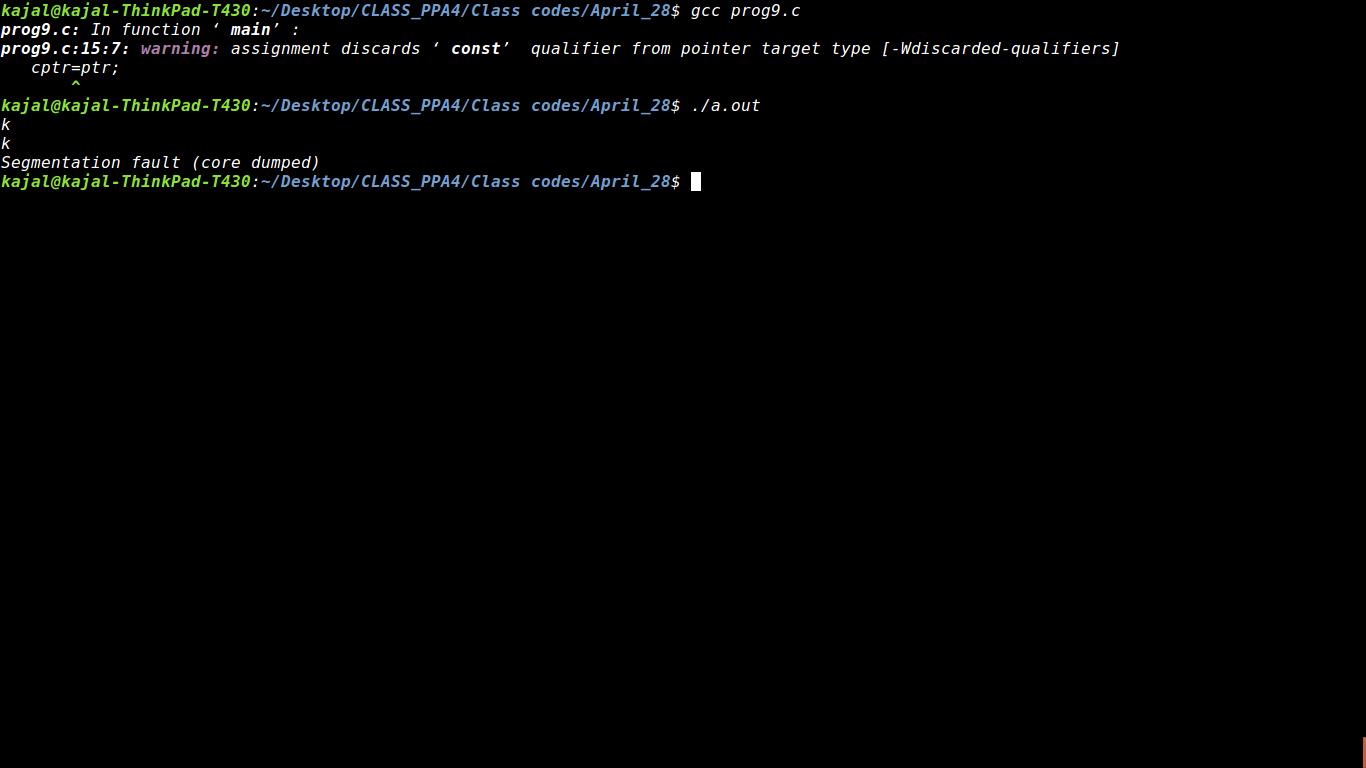 kajal@kajal-ThinkPad-T430:~/Desktop/CLASS_PPA4/Class codes/April_28$ gcc prog9.c
prog9.c: In function ‘ main’ :
prog9.c:15:7: warning: assignment discards ‘ const’  qualifier from pointer target type [-Wdiscarded-qualifiers]
   cptr=ptr;
       ^
kajal@kajal-ThinkPad-T430:~/Desktop/CLASS_PPA4/Class codes/April_28$ ./a.out
k
k
Segmentation fault (core dumped)
kajal@kajal-ThinkPad-T430:~/Desktop/CLASS_PPA4/Class codes/April_28$